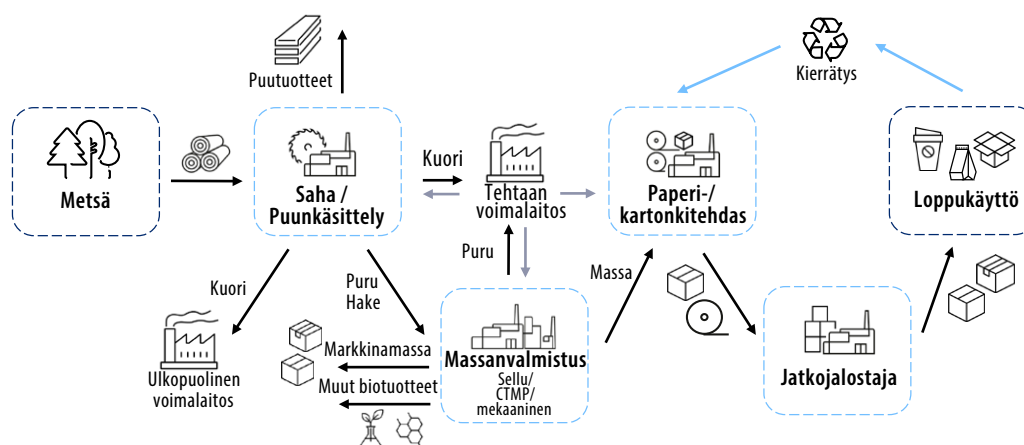 Puutuotteet
Kierrätys
Metsä
Saha /
Puunkäsittely
Kuori
Tehtaan
voimalaitos
Paperi-/
kartonkitehdas
Loppukäyttö
Kuori
Puru
Hake
Puru
Massa
Ulkopuolinen
voimalaitos
Markkinamassa
Muut biotuotteet
Massanvalmistus
Sellu/
CTMP/
mekaaninen
Jatkojalostaja